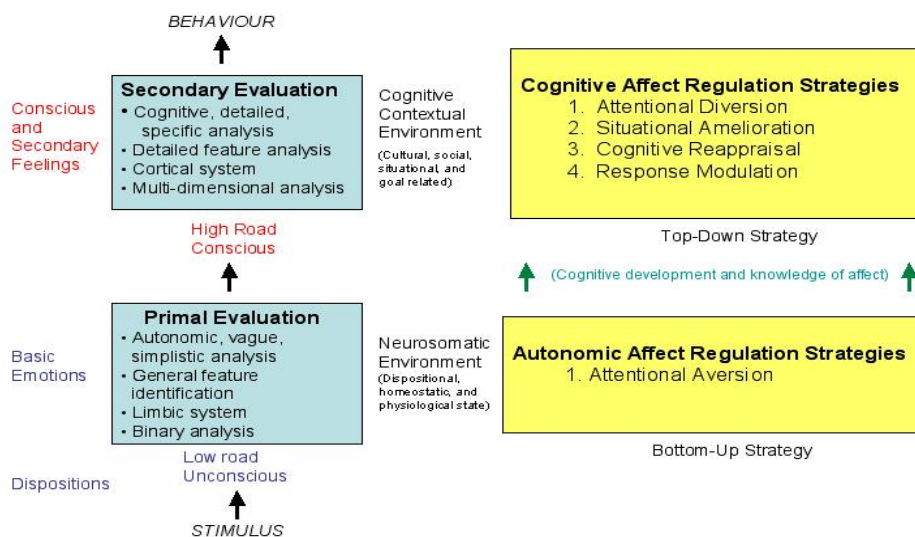 BEHAVIOUR
Conscious
and
Secondary
Feelings
Secondary Evaluation
• Cognitive, detailed,
specific analysis
• Detailed feature analysis
• Cortical system
• Multi-dimensional analysis
Cognitive
Contextual
Environment
(Cultural, social,
situational, and
goal related)
Cognitive Affect Regulation Strategies
1. Attentional Diversion
2. Situational Amelioration
3. Cognitive Reappraisal
4. Response Modulation
High Road
Conscious
Top-Down Strategy
(Cognitive development and knowledge of affect)
Basic
Emotions
Primal Evaluation
• Autonomic, vague,
simplistic analysis
• General feature
identification
• Limbic system
• Binary analysis
Neurosomatic
Environment
(Dispositional,
homeostatic, and
physiological state)
Autonomic Affect Regulation Strategies
1. Attentional Aversion
Bottom-Up Strategy
Low road
Unconscious
Dispositions
STIMULUS